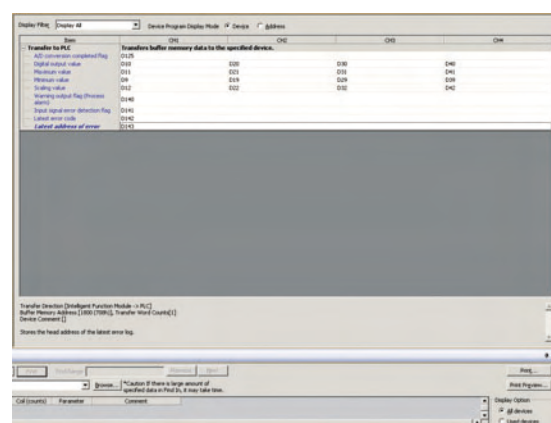 Display Filter Display All Device Program Display Mode Device Address
Item CH1 CH2 CH3 CH4
Transfer to PLC Transfers buffer memory data to the specified device.
A/D conversion completed flag D125
Digital output value D10 D20 D30 D40
Maximum value D11 D21 D31 D41
Minimum value D9 D19 D29 D39
Scaling value D12 D22 D32 D42
Warning output flag (Process alarm) D140
Input signal error detection flag D141
Latest error code D142
Latest address of error D143
Transfer Direction [Intelligent Function Module -> PLC]
Buffer Memory Address [1800 (708h)], Transfer Word Counts[1]
Device Comment []
Stores the head address of the latest error log.
Print...
Browse... *Caution If there is large amount of
specified data in Find In, it may take time.
Print Preview...
Call (counts) Parameter Comment
Display Option
All devices
Used devices